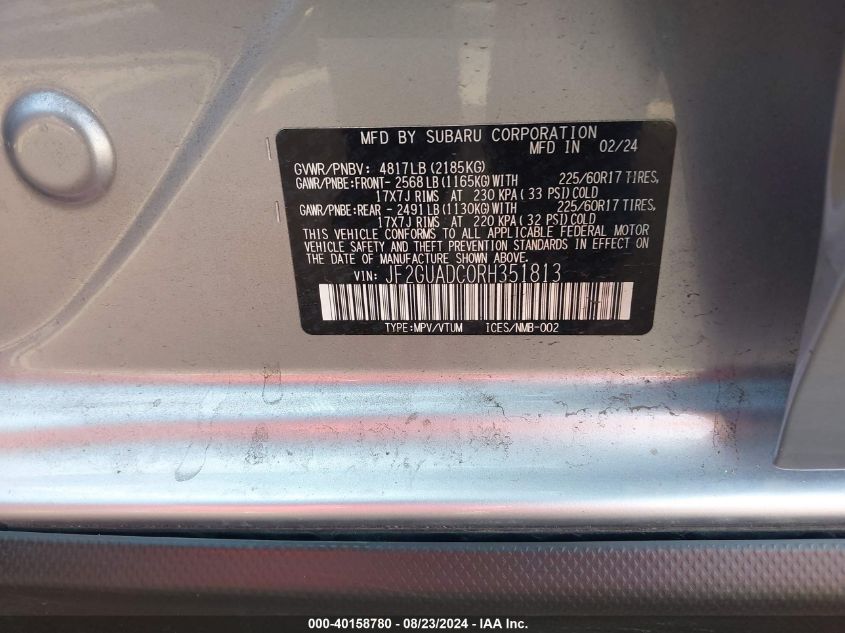 MFD BY SUBARU CORPORATION
MFD IN 02/24
GVWR/PNBV: 4817LB (2185KG)
GAWR/PNBE:FRONT- 2568LB (1165KG) WITH 225/60R17 TIRES,
17X7J RIMS AT 230 KPA ( 33 PSI) COLD
GAWR/PNBE:REAR - 2491LB (1130KG) WITH 225/60R17 TIRES,
17X7J RIMS AT 220 KPA ( 32 PSI) COLD
THIS VEHICLE CONFORMS TO ALL APPLICABLE FEDERAL MOTOR
VEHICLE SAFETY AND THEFT PREVENTION STANDARDS IN EFFECT ON
THE DATE OF MANUFACTURE SHOWN ABOVE.
VIN: JF2GUADC0RH351813
TYPE:MPV/VTUM ICES/NMB-002
000-40158780 - 08/23/2024 - IAA Inc.